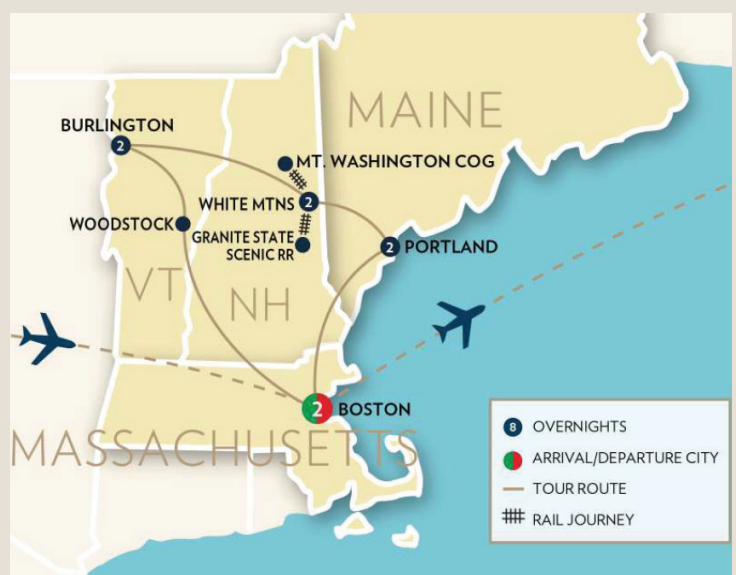 MAINE
BURLINGTON
2
MT. WASHINGTON COG
WHITE MTNS
2
WOODSTOCK
GRANITE STATE
SCENIC RR
2
PORTLAND
VT
NH
2
BOSTON
MASSACHUSETTS
8 OVERNIGHTS
ARRIVAL/DEPARTURE CITY
TOUR ROUTE
RAIL JOURNEY